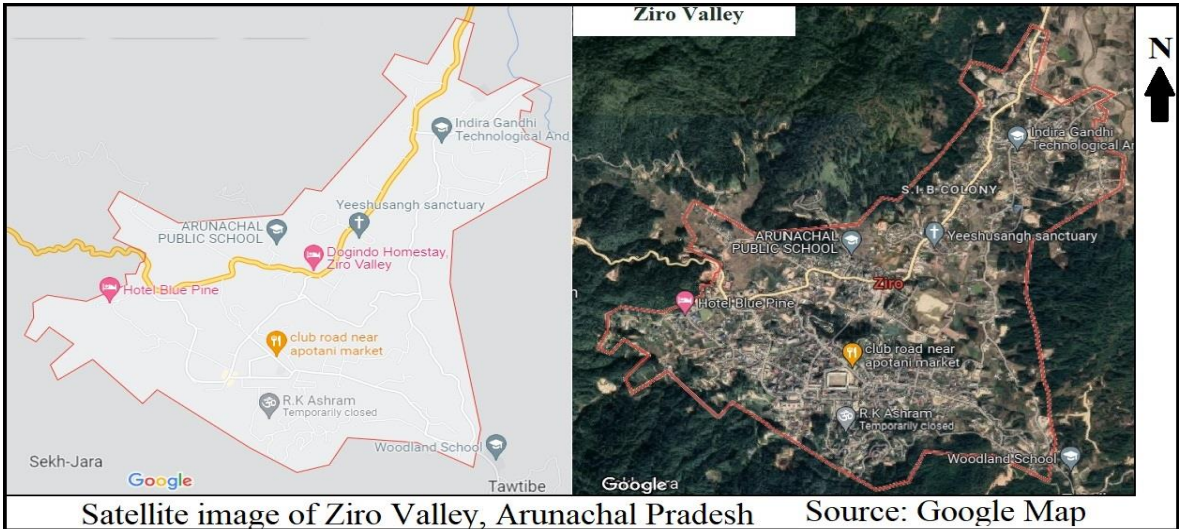 Indira Gandhi
Technological And
Yeeshusangh sanctuary
ARUNACHAL
PUBLIC SCHOOL
Dogindo Homestay,
Ziro Valley
Hotel Blue Pine
club road near
apotani market
R.K Ashram
Temporarily closed
Woodland School
Sekh-Jara
Google
Tawtibe
Ziro Valley
Indira Gandhi
Technological An
S.I B COLONY
Yeeshusangh sanctuary
ARUNACHAL
PUBLIC SCHOOL
Ziro
Hotel Blue Pine
club road near
apotani market
R.K Ashram
Temporarily closed
Woodland School
Google
N
Satellite image of Ziro Valley, Arunachal Pradesh Source: Google Map